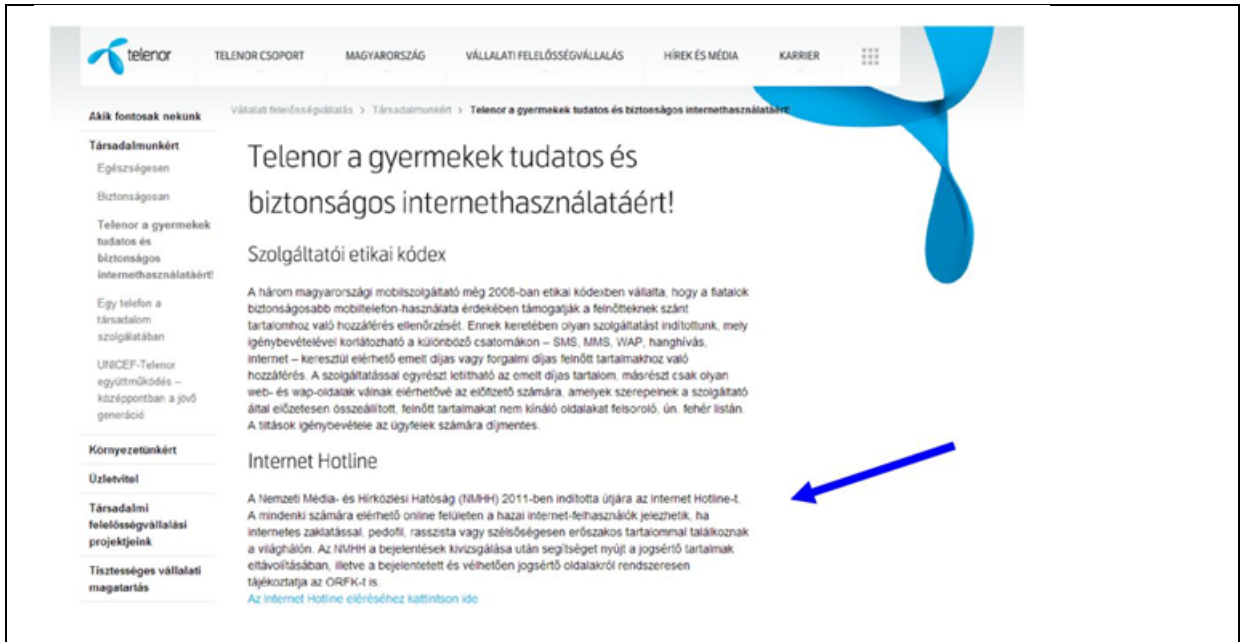 telenor
TELENOR CSOPORT MAGYARORSZÁG VÁLLALATI FELELŐSSÉGVÁLLALÁS HÍREK ÉS MÉDIA KARRIER
Vállalati felelősségvállalás > Társadalmunkért > Telenor a gyermekek tudatos és biztonságos internethasználatáért!
Akik fontosak nekünk
Társadalmunkért
Egészségesen
Biztonságosan
Telenor a gyermekek
tudatos és
biztonságos
internethasználatáért!
Egy telefon a
társadalom
szolgálatában
UNICEF-Telenor
együttműködés –
középpontban a jövő
generáció
Környezetünkért
Üzletvitel
Társadalmi
felelősségvállalási
projektjeink
Tisztességes vállalati
magatartás
Telenor a gyermekek tudatos és
biztonságos internethasználatáért!
Szolgáltatói etikai kódex
A három magyarországi mobilszolgáltató még 2008-ban etikai kódexben vállalta, hogy a fiatalok
biztonságosabb mobiltelefon-használata érdekében támogatják a felnőtteknek szánt
tartalomhoz való hozzáférés ellenőrzését. Ennek keretében olyan szolgáltatást indítottunk, mely
igénybevételével korlátozható a különböző csatornákon – SMS, MMS, WAP, hanghívás,
internet – keresztül elérhető emelt díjas vagy forgalmi díjas felnőtt tartalmakhoz való
hozzáférés. A szolgáltatással egyrészt letiltható az emelt díjas tartalom, másrészt csak olyan
web- és wap-oldalak válnak elérhetővé az előfizető számára, amelyek szerepelnek a szolgáltató
által előzetesen összeállított, felnőtt tartalmakat nem kínáló oldalakat felsoroló, ún. fehér listán.
A tiltások igénybevétele az ügyfelek számára díjmentes.
Internet Hotline
A Nemzeti Média- és Hírközlési Hatóság (NMHH) 2011-ben indította útjára az Internet Hotline-t.
A mindenki számára elérhető online felületen a hazai internet-felhasználók jelezhetik, ha
internetes zaklatással, pedofil, rasszista vagy szélsőségesen erőszakos tartalommal találkoznak
a világhálón. Az NMHH a bejelentések kivizsgálása után segítséget nyújt a jogsértő tartalmak
eltávolításában, illetve a bejelentetett és vélhetően jogsértő oldalakról rendszeresen
tájékoztatja az ORFK-t is.
Az Internet Hotline eléréséhez kattintson ide